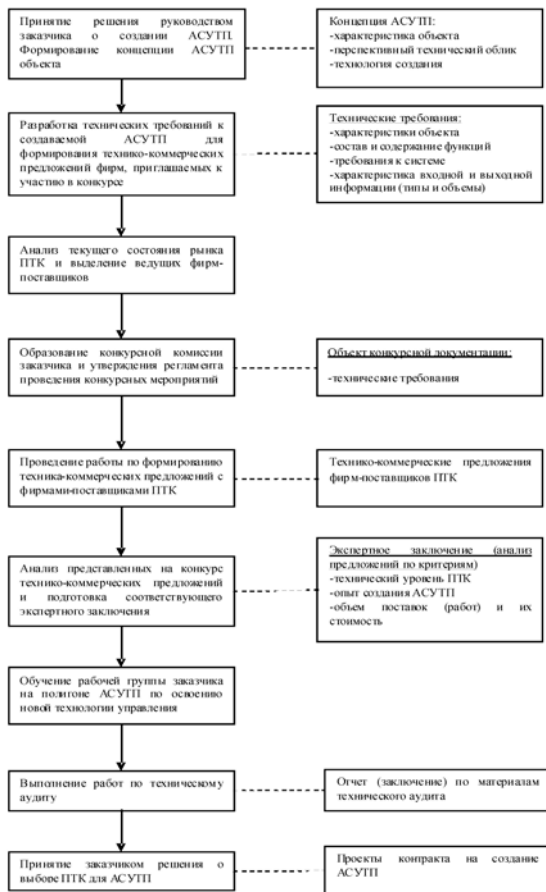 Принятие решения руководством
заказчика о создании АСУТП.
Формирование концепции АСУТП
объекта
Концепция АСУТП:
-характеристика объекта
-перспективный технический облик
-технология создания
Разработка технических требований к
создаваемой АСУТП для
формирования технико-коммерческих
предложений фирм, приглашаемых к
участию в конкурсе
Технические требования:
-характеристики объекта
-состав и содержание функций
-требования к системе
-характеристика входной и выходной
информации (типы и объемы)
Анализ текущего состояния рынка
ПТК и выделение ведущих фирм-
поставщиков
Образование конкурсной комиссии
заказчика и утверждения регламента
проведения конкурсных мероприятий
Объект конкурсной документации:
-технические требования
Проведение работы по формированию
техника-коммерческих предложений с
фирмами-поставщиками ПТК
Технико-коммерческие предложения
фирм-поставщиков ПТК
Анализ представленных на конкурс
технико-коммерческих предложений
и подготовка соответствующего
экспертного заключения
Экспертное заключение (анализ
предложений по критериям)
-технический уровень ПТК
-опыт создания АСУТП
-объем поставок (работ) и их
стоимость
Обучение рабочей группы заказчика
на полигоне АСУТП по освоению
новой технологии управления
Выполнение работ по техническому
аудиту
Отчет (заключение) по материалам
технического аудита
Принятие заказчиком решения о
выборе ПТК для АСУТП
Проекты контракта на создание
АСУТП